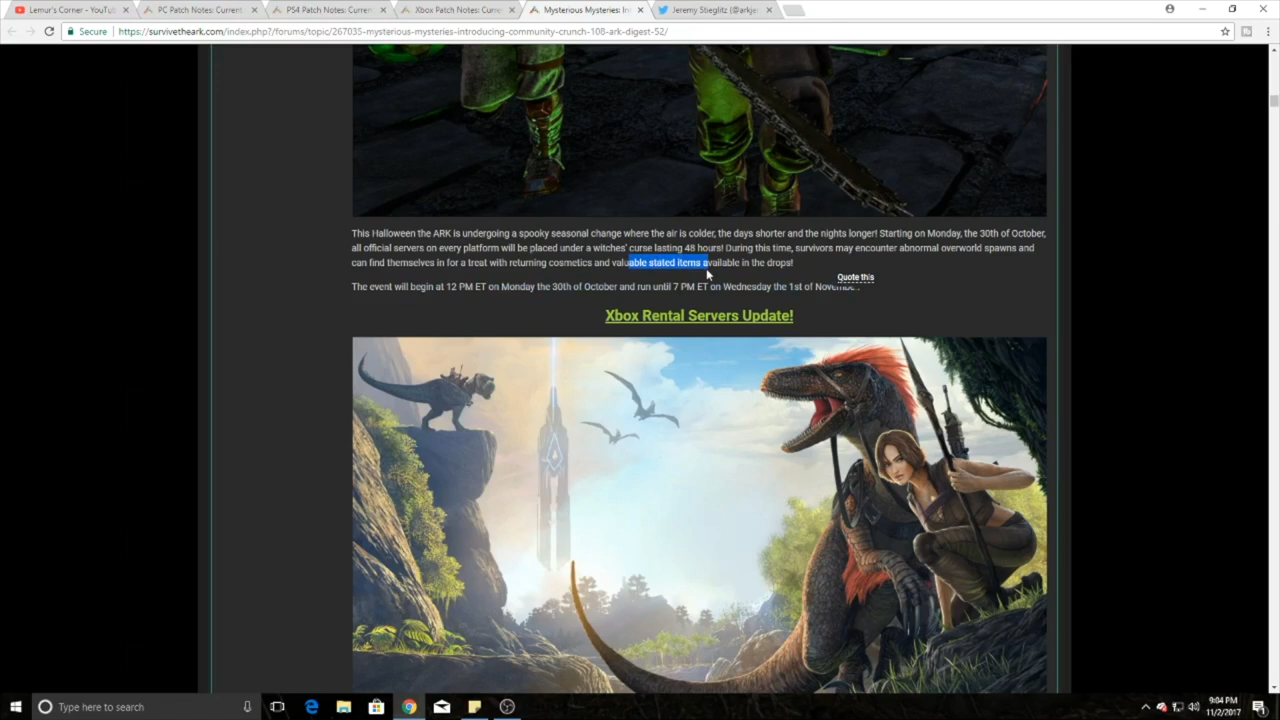 Lemur's Corner - YouTu
PC Patch Notes: Current
PS4 Patch Notes: Curren
Xbox Patch Notes: Curre
Mysterious Mysteries: Int
Jeremy Stieglitz (@arkje
Secure https://survivetheark.com/index.php?/forums/topic/267035-mysterious-mysteries-introducing-community-crunch-108-ark-digest-52/
This Halloween the ARK is undergoing a spooky seasonal change where the air is colder, the days shorter and the nights longer! Starting on Monday, the 30th of October,
all official servers on every platform will be placed under a witches' curse lasting 48 hours! During this time, survivors may encounter abnormal overworld spawns and
can find themselves in for a treat with returning cosmetics and valuable stated items available in the drops!
Quote this
The event will begin at 12 PM ET on Monday the 30th of October and run until 7 PM ET on Wednesday the 1st of November.
Xbox Rental Servers Update!
Type here to search
9:04 PM
11/2/2017